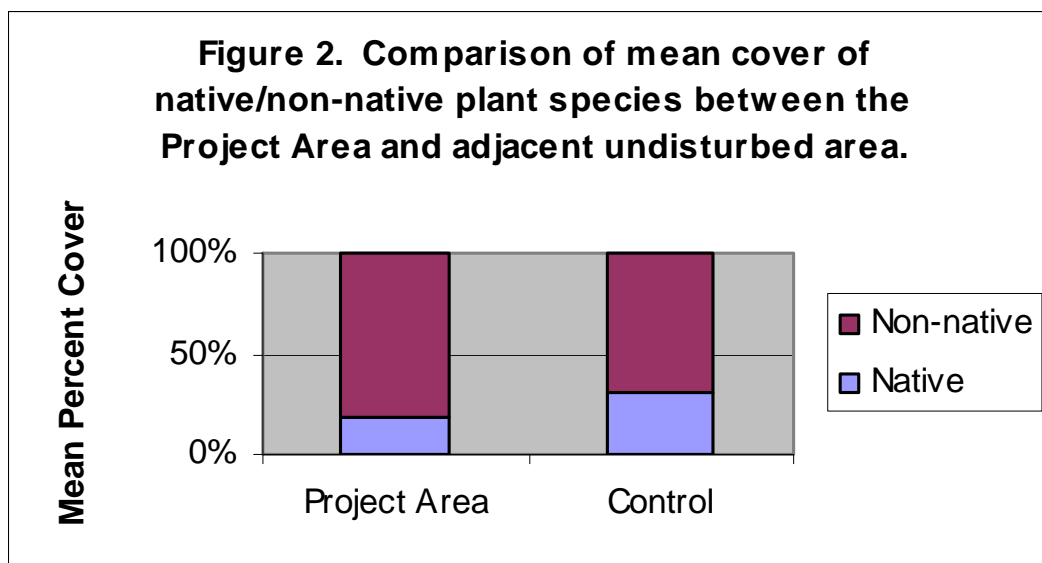 Figure 2.  Comparison of mean cover of
native/non-native plant species between the
Project Area and adjacent undisturbed area.
Mean Percent Cover
100%
50%
0%
Project Area
Control
Non-native
Native